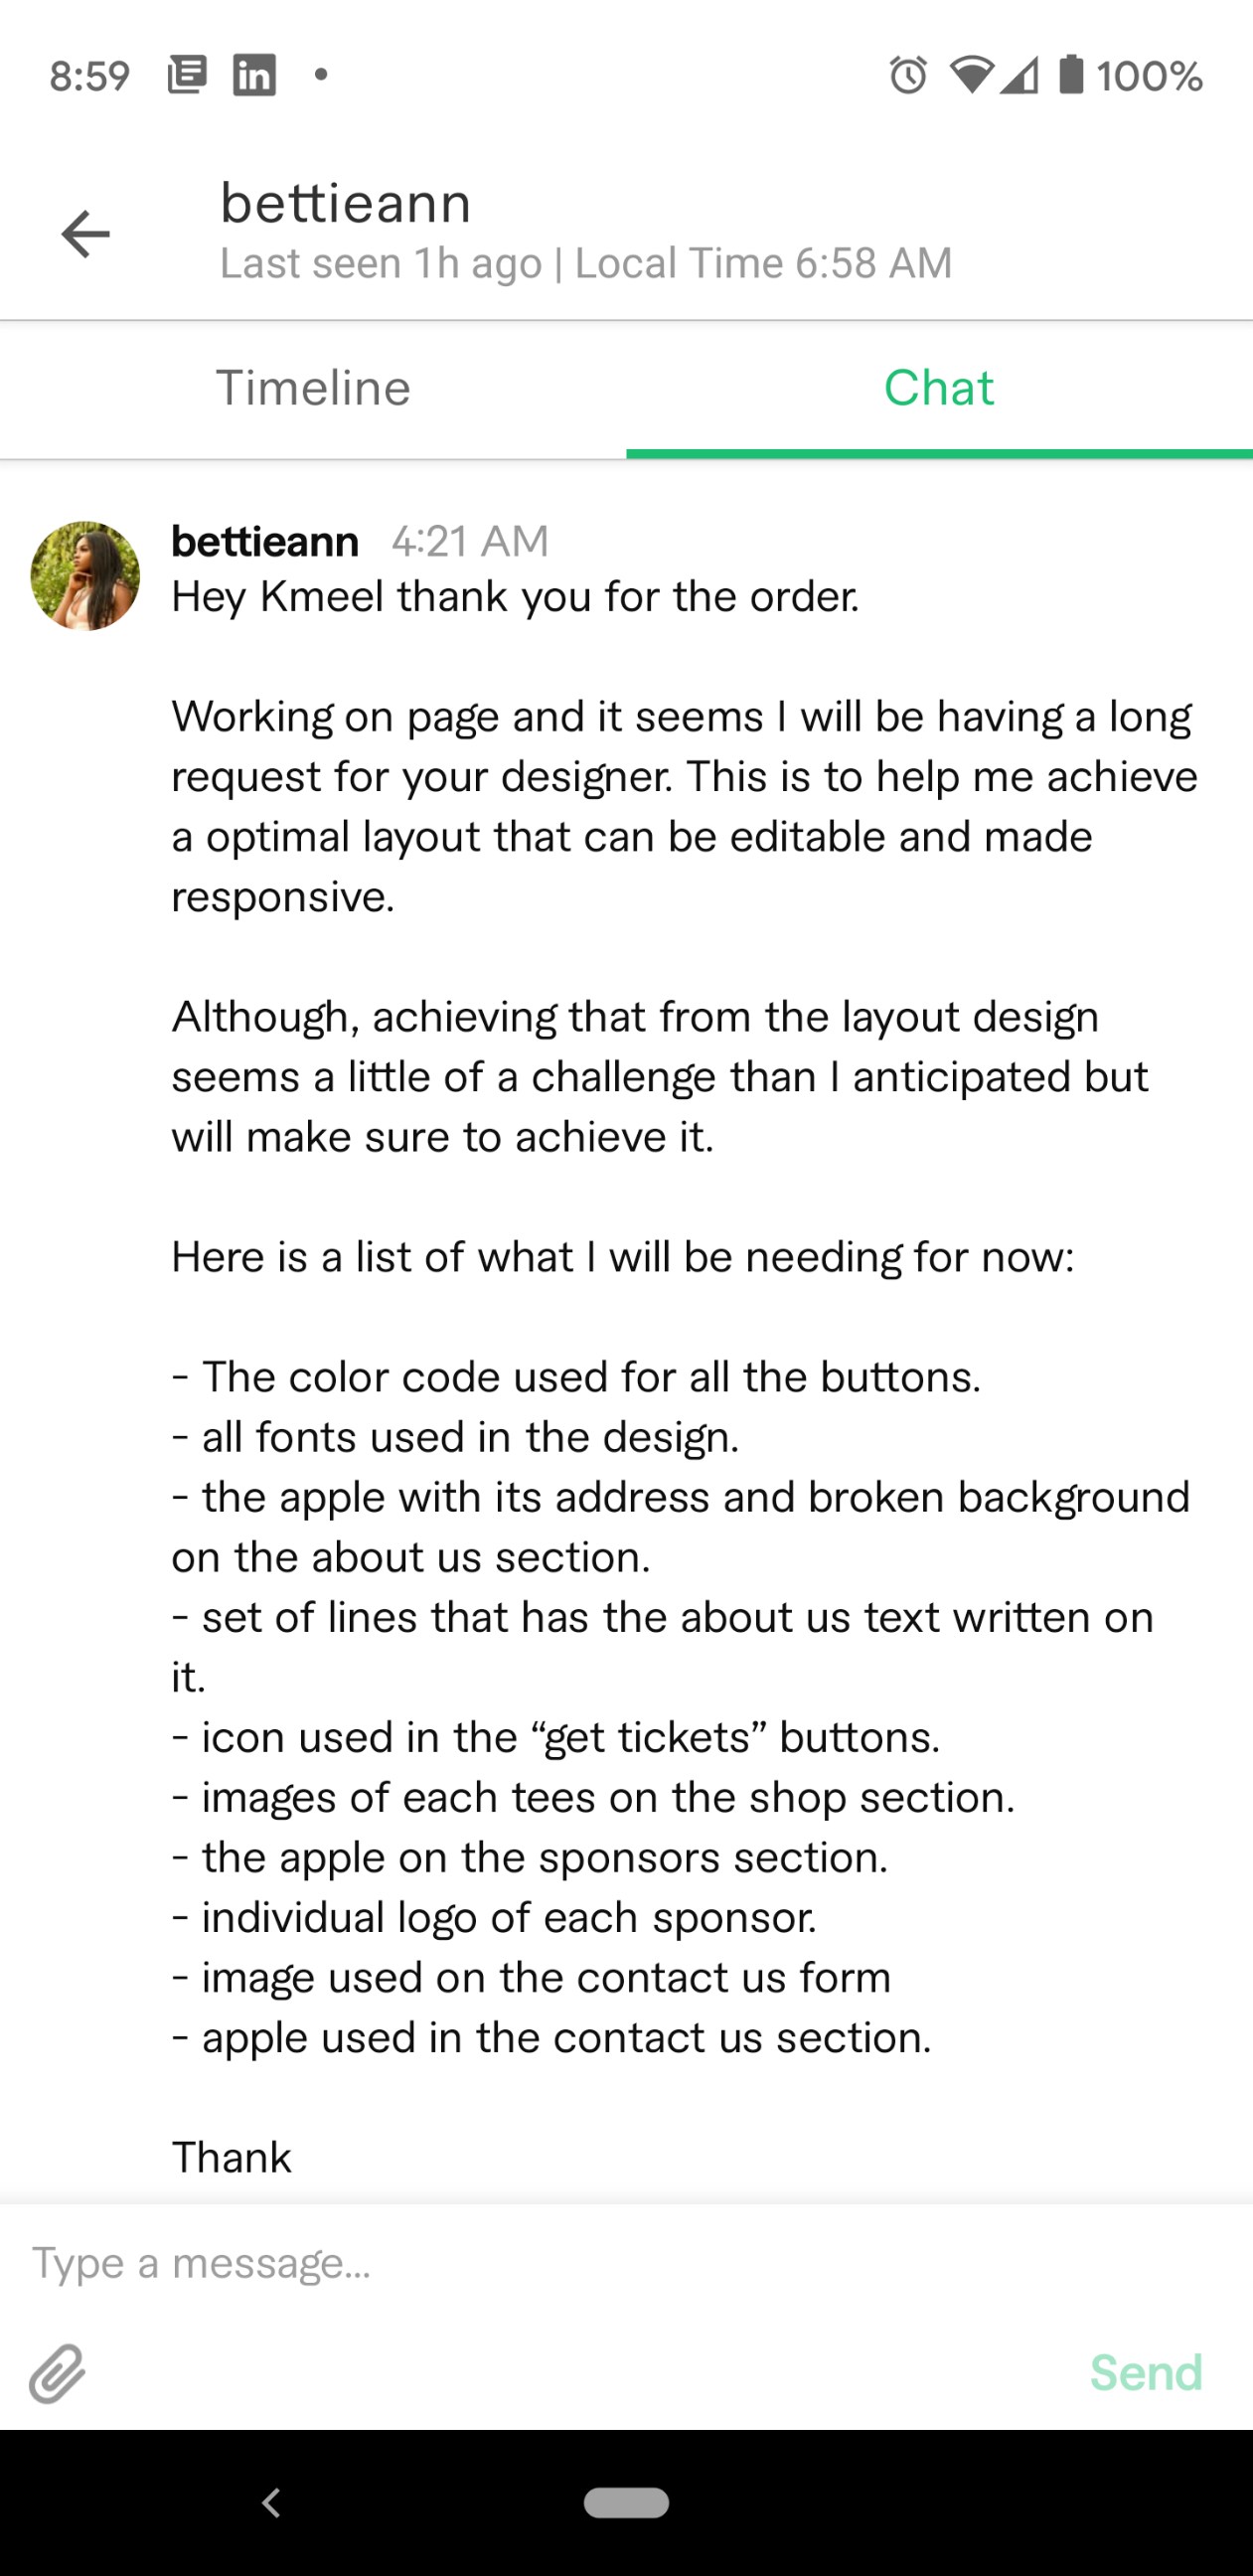 8:59
100%
bettieann
Last seen 1h ago | Local Time 6:58 AM
Timeline
Chat
bettieann 4:21 AM
Hey Kmeel thank you for the order.
Working on page and it seems I will be having a long
request for your designer. This is to help me achieve
a optimal layout that can be editable and made
responsive.
Although, achieving that from the layout design
seems a little of a challenge than I anticipated but
will make sure to achieve it.
Here is a list of what I will be needing for now:
- The color code used for all the buttons.
- all fonts used in the design.
- the apple with its address and broken background
on the about us section.
- set of lines that has the about us text written on
it.
- icon used in the “get tickets” buttons.
- images of each tees on the shop section.
- the apple on the sponsors section.
- individual logo of each sponsor.
- image used on the contact us form
- apple used in the contact us section.
Thank
Type a message...
Send